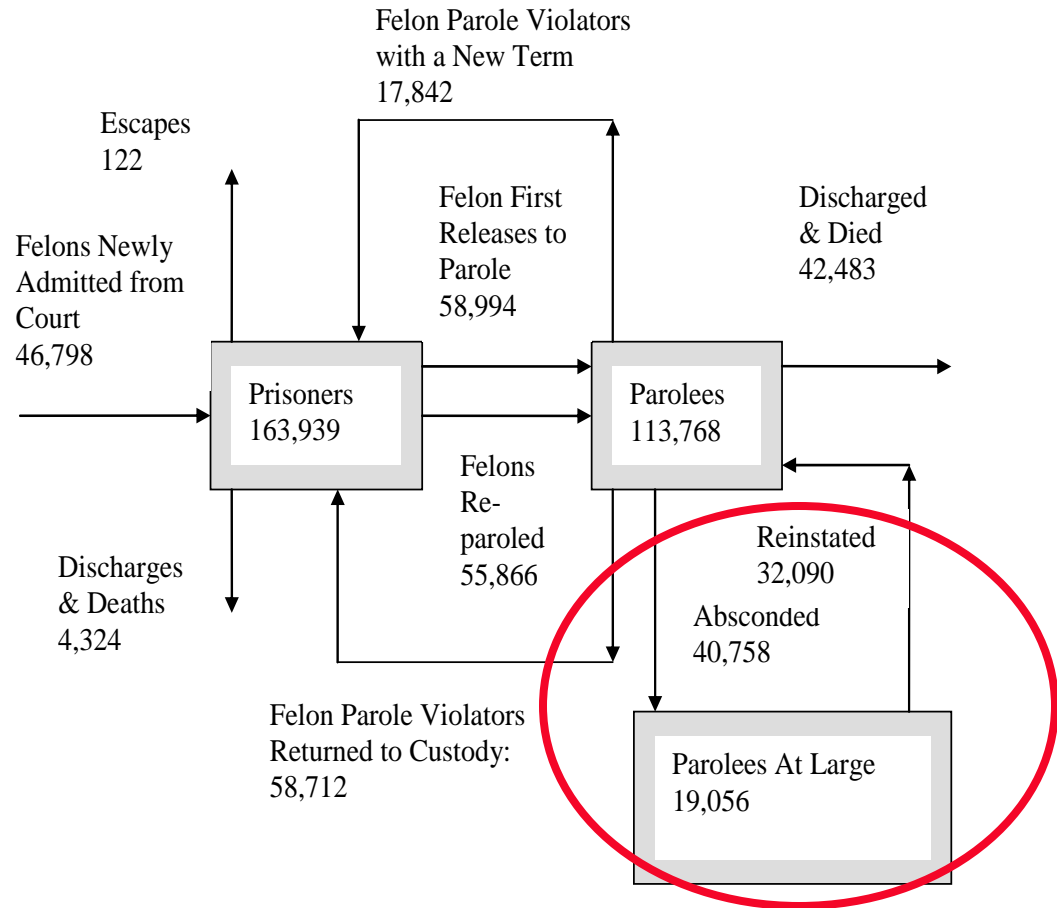 Felon Parole Violators
with a New Term
17,842
Escapes
122
Felon First
Releases to
Parole
58,994
Discharged
& Died
42,483
Felons Newly
Admitted from
Court
46,798
Prisoners
163,939
Parolees
113,768
Felons
Re-
paroled
55,866
Reinstated
32,090
Discharges
& Deaths
4,324
Absconded
40,758
Felon Parole Violators
Returned to Custody:
58,712
Parolees At Large
19,056